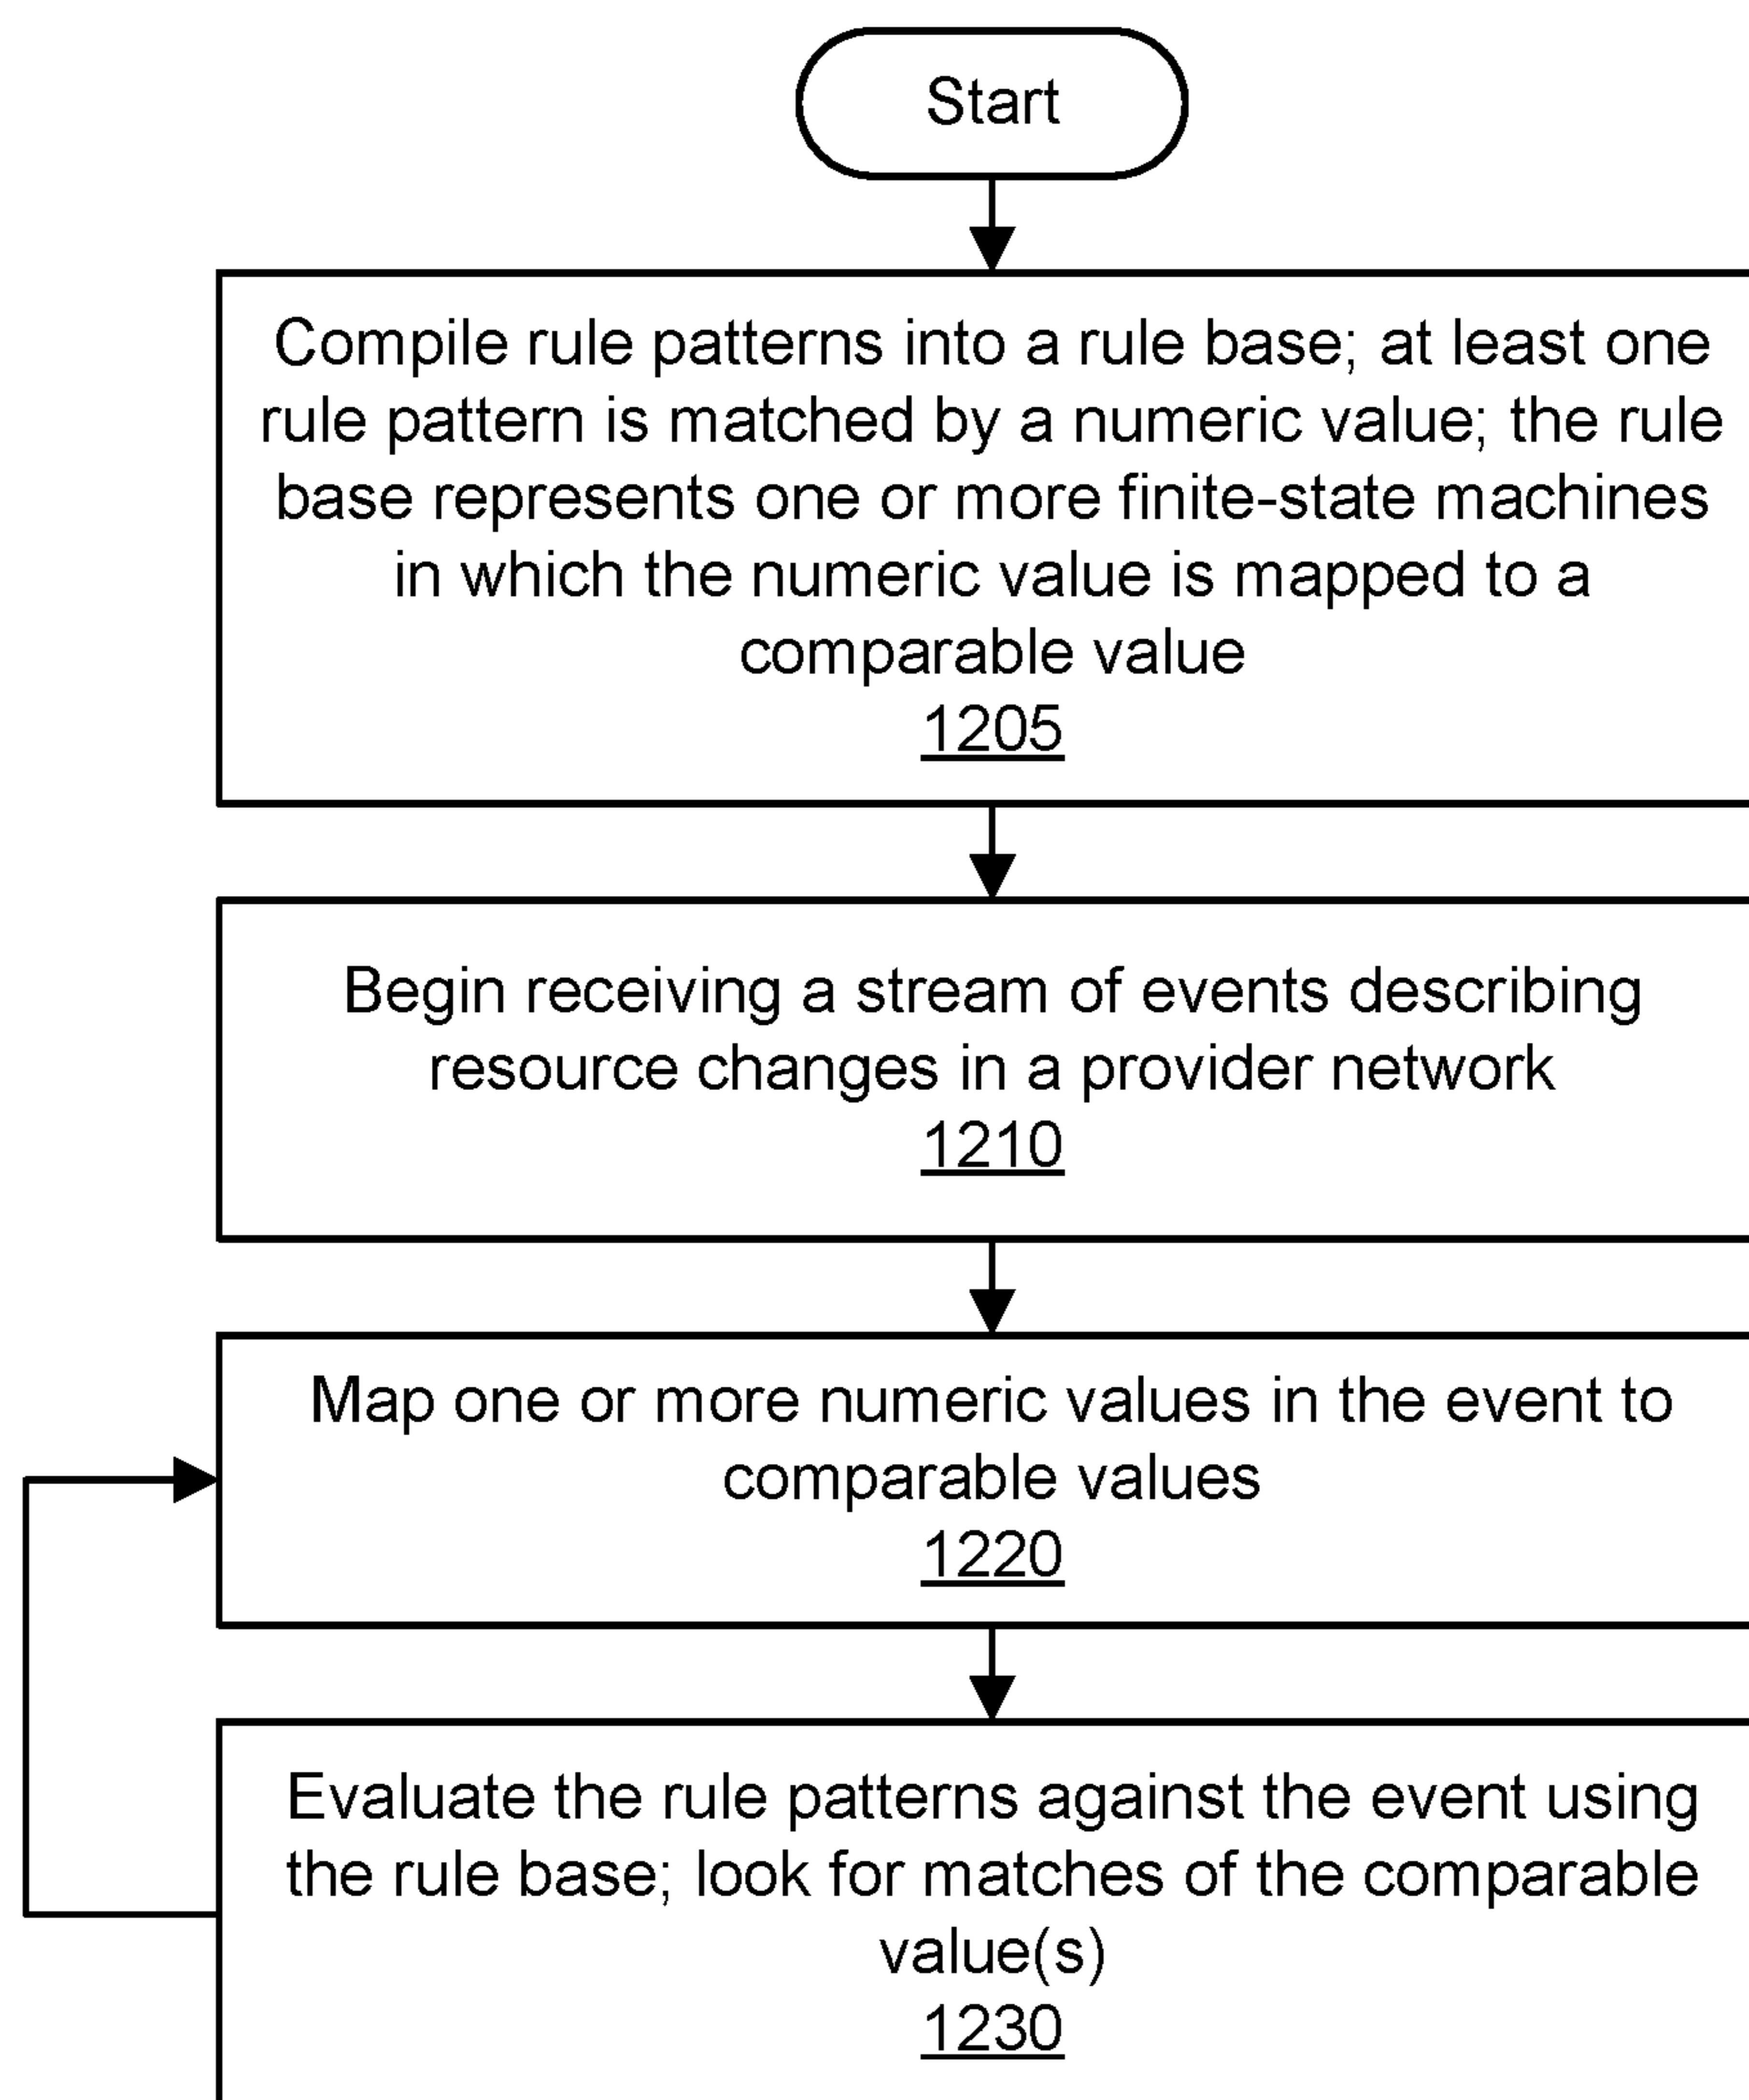 Start
Compile rule patterns into a rule base; at least one
rule pattern is matched by a numeric value; the rule
base represents one or more finite-state machines
in which the numeric value is mapped to a
comparable value
1205
Begin receiving a stream of events describing
resource changes in a provider network
1210
Map one or more numeric values in the event to
comparable values
1220
Evaluate the rule patterns against the event using
the rule base; look for matches of the comparable
value(s)
1230